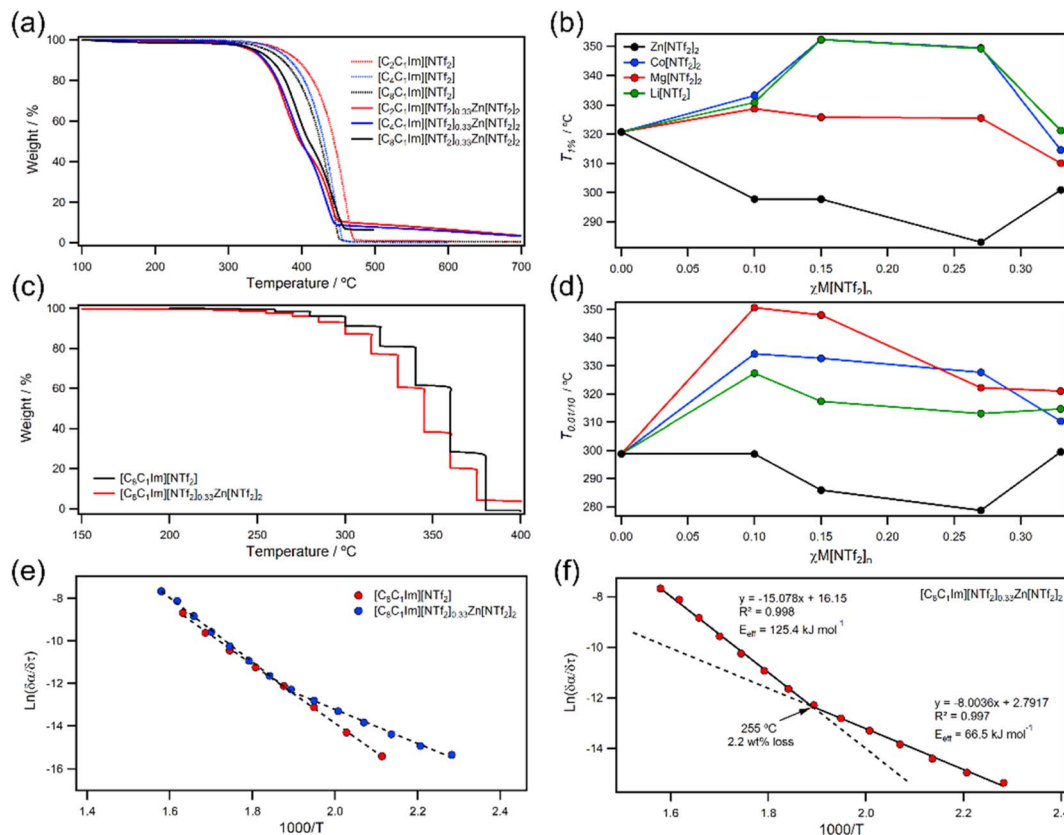 (a)
[C₂C₁Im][NTf₂]
[C₄C₁Im][NTf₂]
[C₈C₁Im][NTf₂]
[C₂C₁Im][NTf₂]₀.₃₃Zn[NTf₂]₂
[C₄C₁Im][NTf₂]₀.₃₃Zn[NTf₂]₂
[C₈C₁Im][NTf₂]₀.₃₃Zn[NTf₂]₂
Weight / %
100
80
60
40
20
0
100 200 300 400 500 600 700
Temperature / ºC
(b)
Zn[NTf₂]₂
Co[NTf₂]₂
Mg[NTf₂]₂
Li[NTf₂]
T1% / ºC
350
340
330
320
310
300
290
0.00 0.05 0.10 0.15 0.20 0.25 0.30
χM[NTf₂]n
(c)
Weight / %
100
80
60
40
20
0
[NTf₂]
[NTf₂]₀.₃₃Zn[NTf₂]₂
150 200 250 300 350 400
Temperature / ºC
(d)
T0.01/10 / ºC
350
340
330
320
310
300
290
280
0.00 0.05 0.10 0.15 0.20 0.25 0.30
χM[NTf₂]n
(e)
[NTf₂]
[NTf₂]₀.₃₃Zn[NTf₂]₂
Ln(δα/δτ)
-8
-10
-12
-14
-16
1.4 1.6 1.8 2.0 2.2 2.4
1000/T
(f)
y = -15.078x + 16.15
R² = 0.998
Eeff = 125.4 kJ mol⁻¹
[NTf₂]₀.₃₃Zn[NTf₂]₂
y = -8.0036x + 2.7917
R² = 0.997
Eeff = 66.5 kJ mol⁻¹
255 ºC
2.2 wt% loss
Ln(δα/δτ)
-8
-10
-12
-14
1.6 1.8 2.0 2.2
1000/T